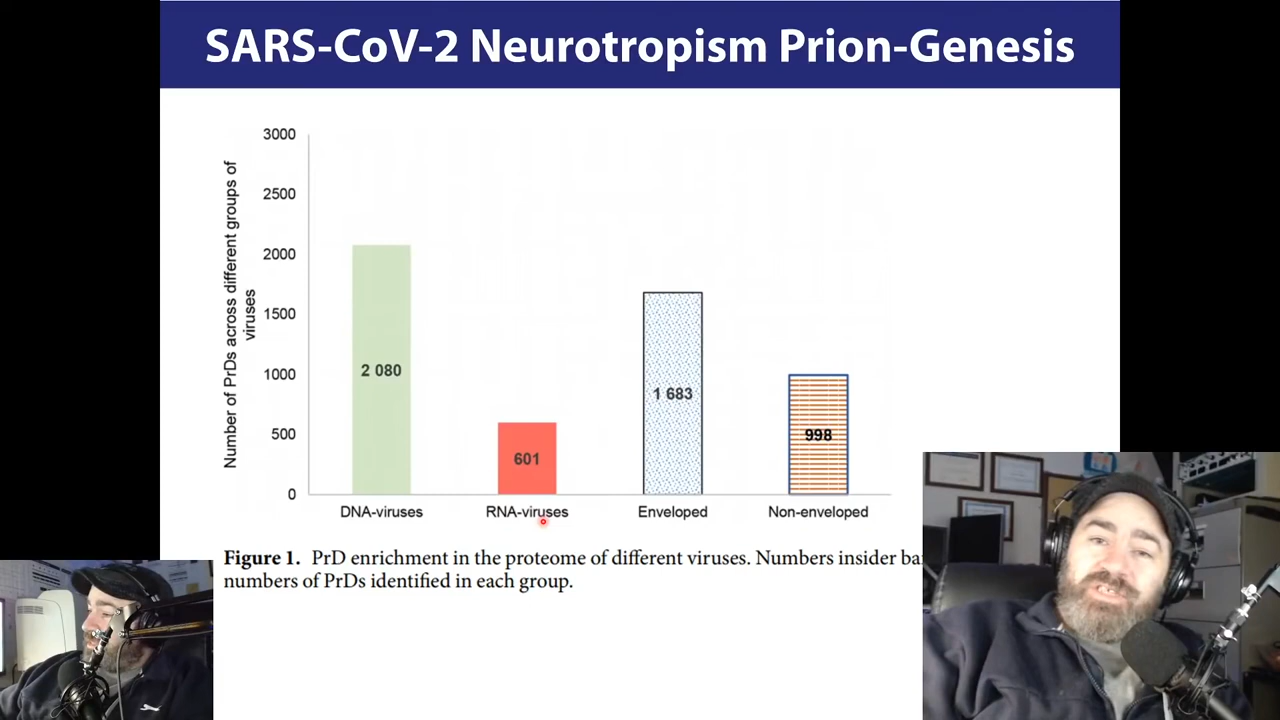 SARS-CoV-2 Neurotropism Prion-Genesis
Number of PrDs across different groups of
viruses
3000
2500
2000
1500
1000
500
0
2 080
601
1 683
998
DNA-viruses
RNA-viruses
Enveloped
Non-enveloped
Figure 1. PrD enrichment in the proteome of different viruses. Numbers insider
numbers of PrDs identified in each group.